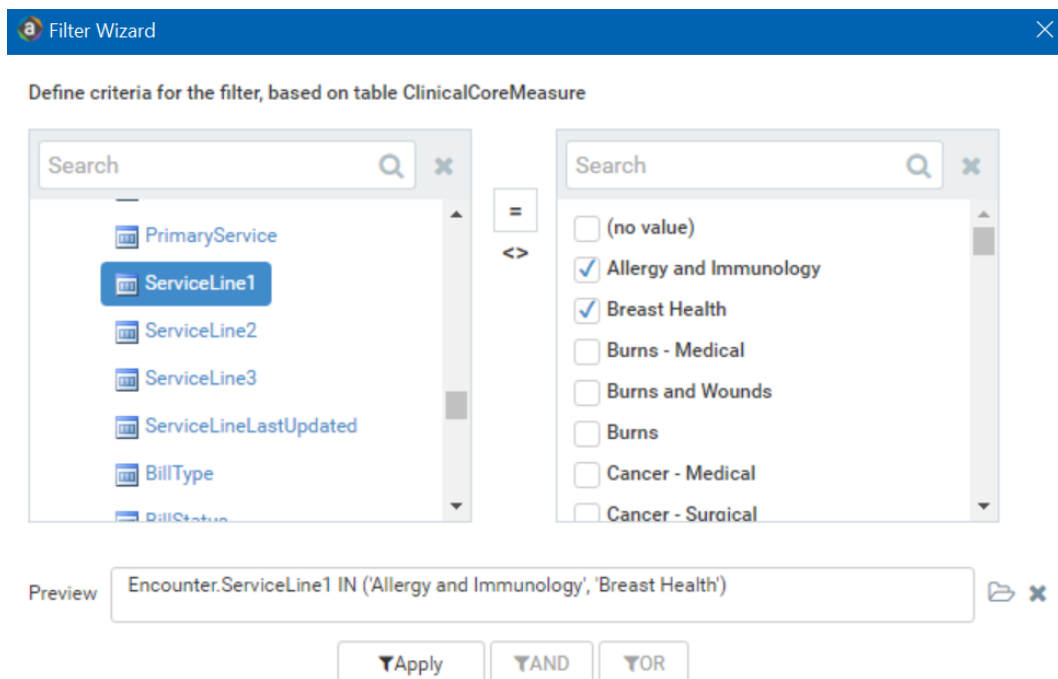 Filter Wizard
Define criteria for the filter, based on table ClinicalCoreMeasure
Search
PrimaryService
ServiceLine1
ServiceLine2
ServiceLine3
ServiceLineLastUpdated
BillType
BillStatus
=
<>
Search
(no value)
Allergy and Immunology
Breast Health
Burns - Medical
Burns and Wounds
Burns
Cancer - Medical
Cancer - Surgical
Preview
Encounter.ServiceLine1 IN ('Allergy and Immunology', 'Breast Health')
Apply AND OR